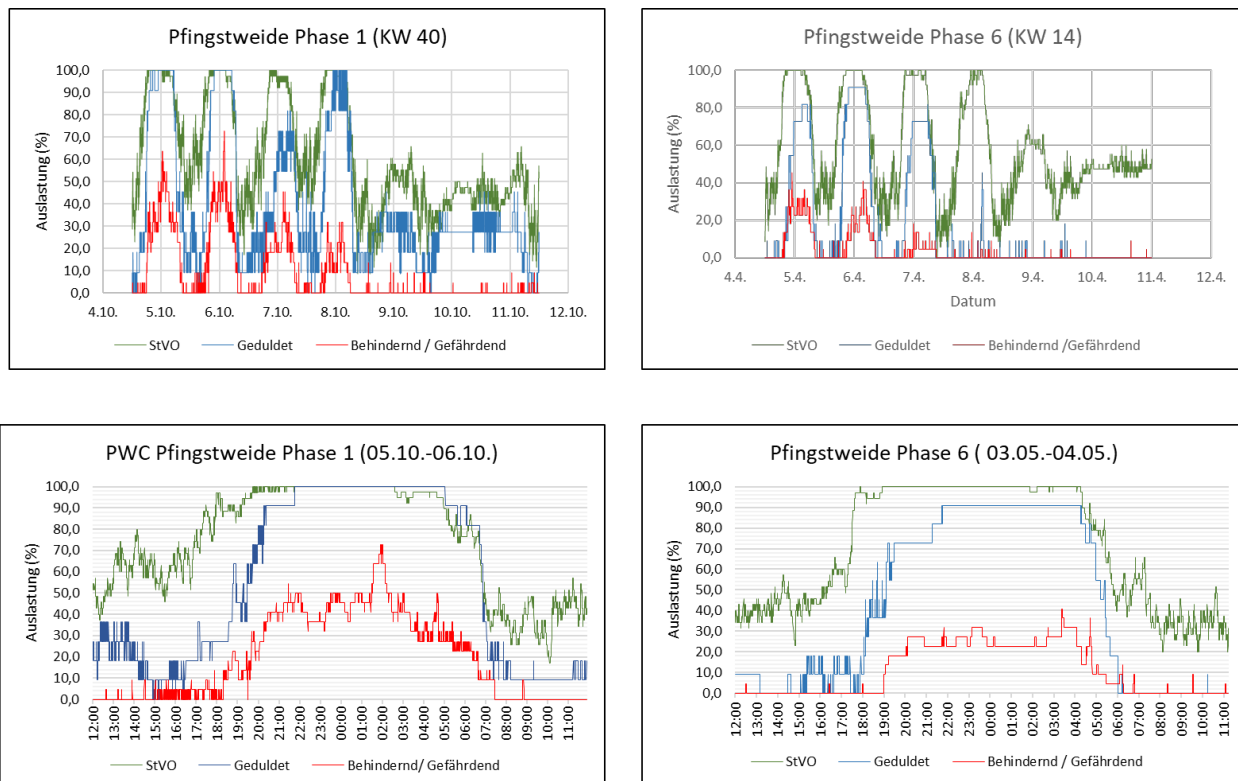 Pfingstweide Phase 1 (KW 40)
Auslastung (%)
100,0
90,0
80,0
70,0
60,0
50,0
40,0
30,0
20,0
10,0
0,0
4.10. 5.10. 6.10. 7.10. 8.10. 9.10. 10.10. 11.10. 12.10.
StVO Geduldet Behindernd / Gefährdend
Pfingstweide Phase 6 (KW 14)
Auslastung (%)
100,0
80,0
60,0
40,0
20,0
0,0
4.4. 5.4. 6.4. 7.4. 8.4. 9.4. 10.4. 11.4. 12.4.
Datum
StVO Geduldet Behindernd /Gefährdend
PWC Pfingstweide Phase 1 (05.10.-06.10.)
Auslastung (%)
100,0
90,0
80,0
70,0
60,0
50,0
40,0
30,0
20,0
10,0
0,0
12:00 13:00 14:00 15:00 16:00 17:00 18:00 19:00 20:00 21:00 22:00 23:00 00:00 01:00 02:00 03:00 04:00 05:00 06:00 07:00 08:00 09:00 10:00 11:00
StVO Geduldet Behindernd/ Gefährdend
Pfingstweide Phase 6 ( 03.05.-04.05.)
Auslastung (%)
100,0
90,0
80,0
70,0
60,0
50,0
40,0
30,0
20,0
10,0
0,0
12:00 13:00 14:00 15:00 16:00 17:00 18:00 19:00 20:00 21:00 22:00 23:00 00:00 01:00 02:00 03:00 04:00 05:00 06:00 07:00 08:00 09:00 10:00 11:00
StVO Geduldet Behindernd / Gefährdend